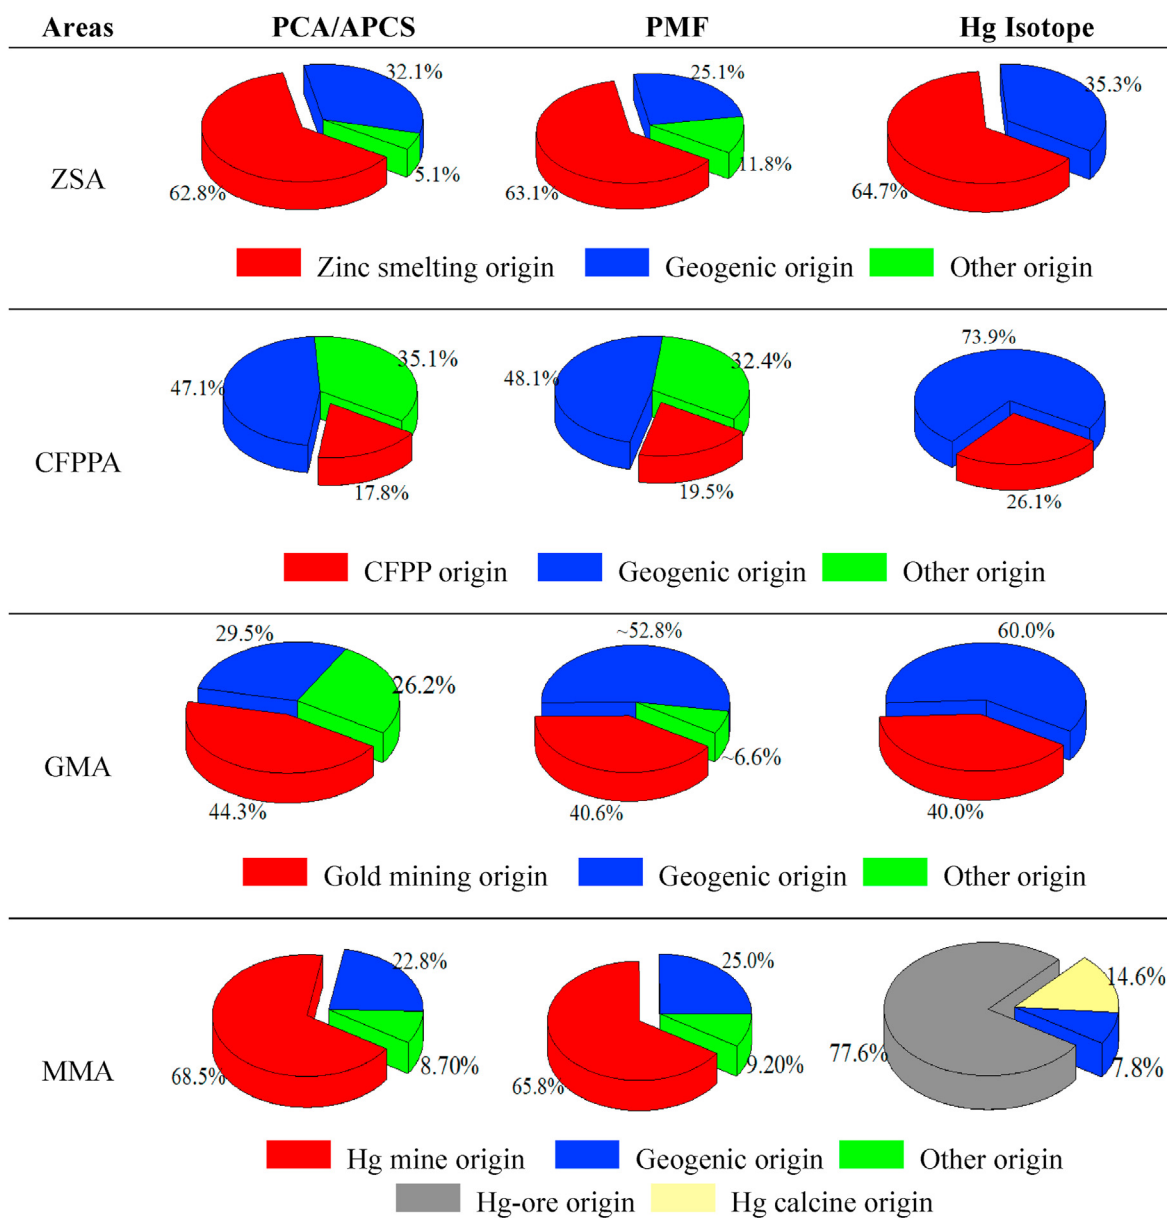 Areas PCA/APCS PMF Hg Isotope
32.1% 25.1% 35.3%
ZSA
5.1% 11.8%
62.8% 63.1% 64.7%
Zinc smelting origin Geogenic origin Other origin
73.9%
35.1% 32.4%
47.1% 48.1%
CFPPA
17.8% 19.5% 26.1%
CFPP origin Geogenic origin Other origin
29.5% ~52.8% 60.0%
26.2%
GMA
~6.6%
44.3% 40.6% 40.0%
Gold mining origin Geogenic origin Other origin
22.8% 25.0% 14.6%
MMA
8.70% 9.20% 7.8%
68.5% 65.8% 77.6%
Hg mine origin Geogenic origin Other origin
Hg-ore origin Hg calcine origin